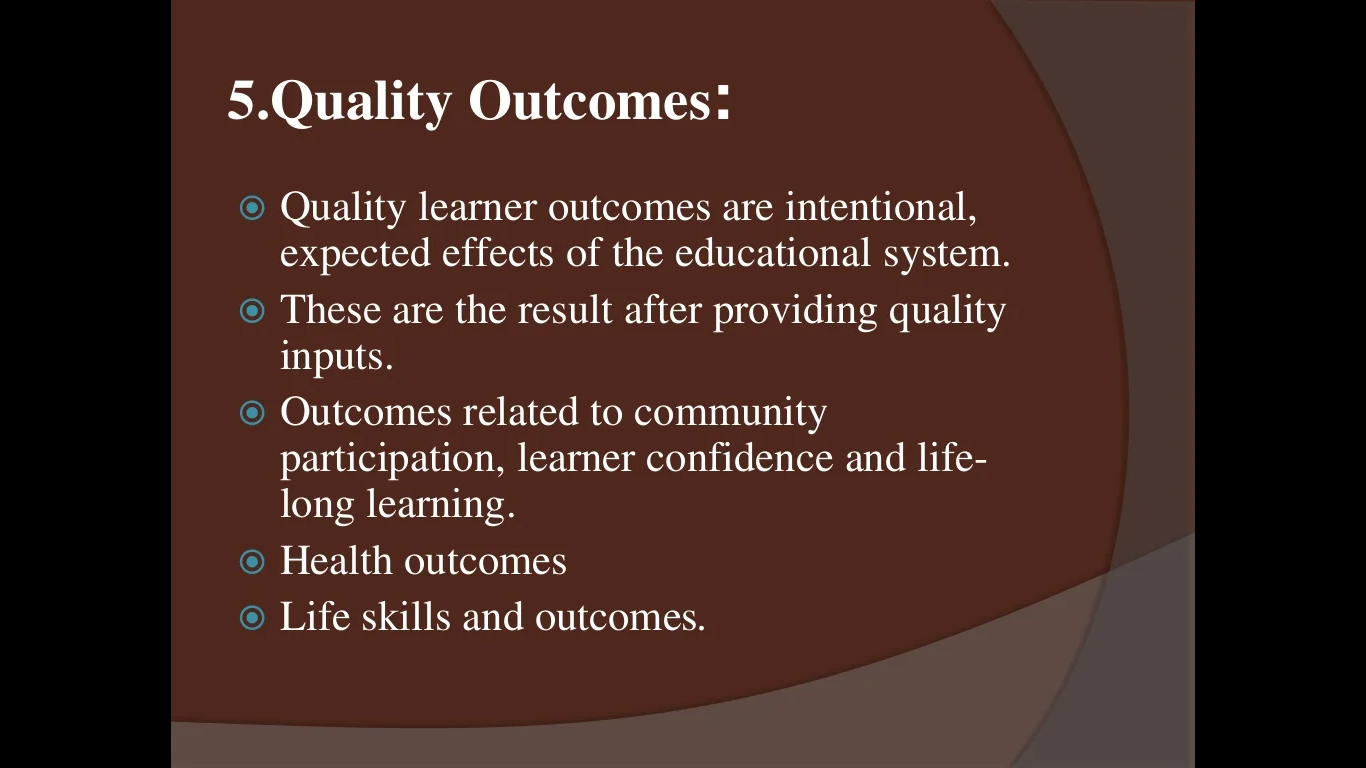 5.Quality Outcomes:
Quality learner outcomes are intentional,
expected effects of the educational system.
These are the result after providing quality
inputs.
Outcomes related to community
participation, learner confidence and life-
long learning.
Health outcomes
Life skills and outcomes.